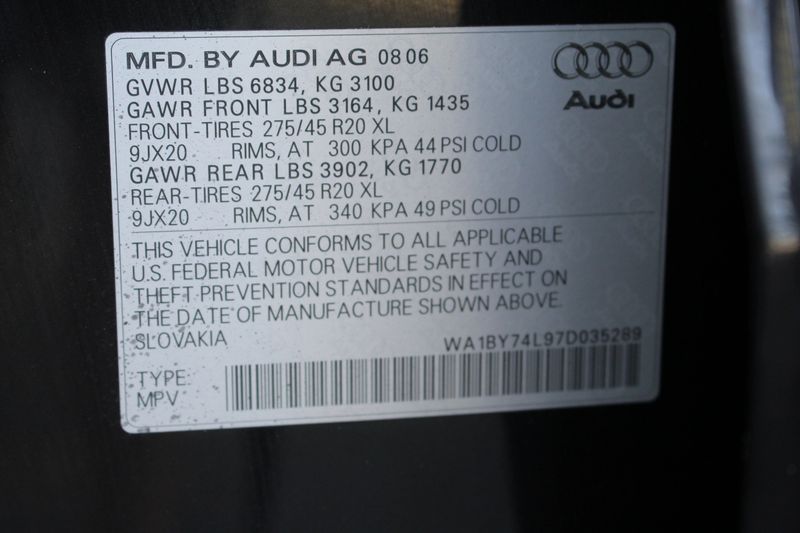 MFD. BY AUDI AG 08 06
GVWR LBS 6834, KG 3100
GAWR FRONT LBS 3164, KG 1435
FRONT-TIRES 275/45 R20 XL
9JX20 RIMS, AT 300 KPA 44 PSI COLD
GAWR REAR LBS 3902, KG 1770
REAR-TIRES 275/45 R20 XL
9JX20 RIMS, AT 340 KPA 49 PSI COLD
Audi
THIS VEHICLE CONFORMS TO ALL APPLICABLE
U.S. FEDERAL MOTOR VEHICLE SAFETY AND
THEFT PREVENTION STANDARDS IN EFFECT ON
THE DATE OF MANUFACTURE SHOWN ABOVE.
SLOVAKIA WA1BY74L97D035289
TYPE:
MPV